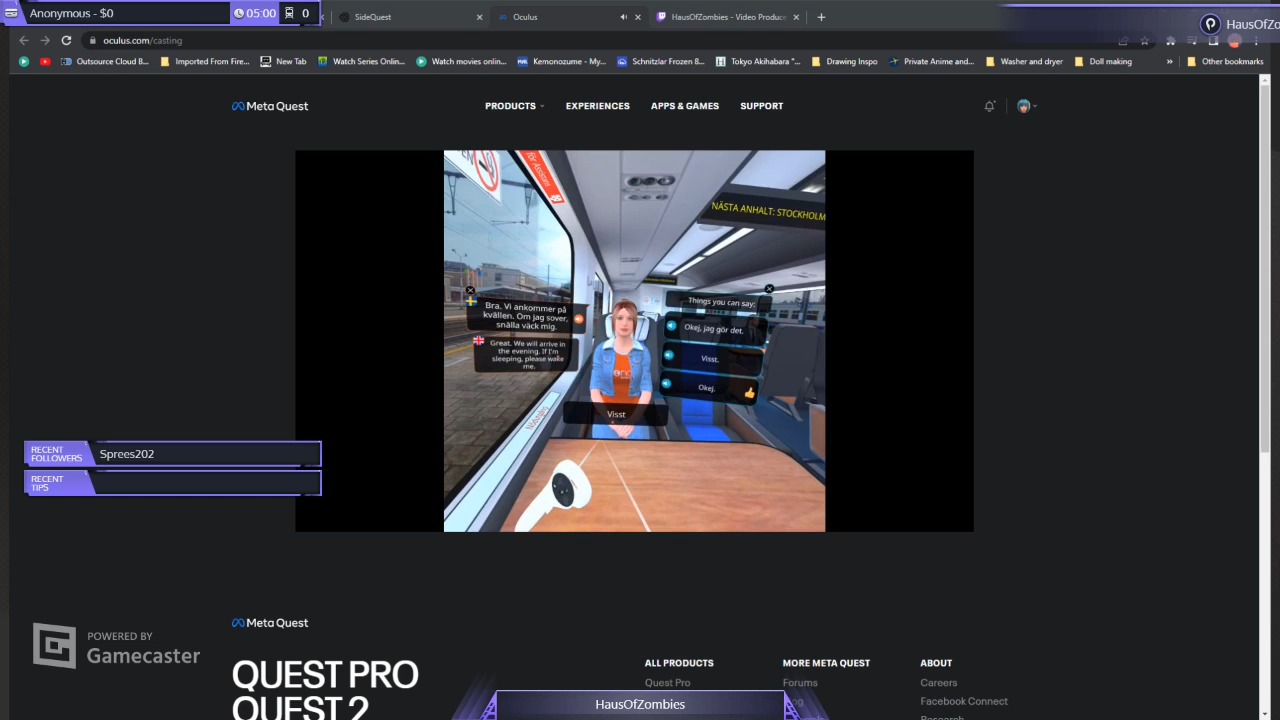 Anonymous - $0
05:00
0
SideQuest
Oculus
HausOfZombies - Video Produce
HausOfZo
oculus.com/casting
Outsource Cloud B...
Imported From Fire...
New Tab
Watch Series Onlin...
Watch movies onlin...
Kemonozume - My...
Schnitzlar Frozen 8...
Tokyo Akihabara "...
Drawing Inspo
Private Anime and...
Washer and dryer
Doll making
»
Other bookmarks
Meta Quest
PRODUCTS
EXPERIENCES
APPS & GAMES
SUPPORT
NÄSTA ANHALT: STOCKHOLM
Bra. Vi ankommer på
kvällen. Om jag sover,
snälla väck mig.
Great. We will arrive in
the evening. If I'm
sleeping, please wake
me.
Things you can say:
Okej, jag gör det.
Visst.
Okej.
Visst
RECENT
FOLLOWERS
Sprees202
RECENT
TIPS
POWERED BY
Gamecaster
Meta Quest
QUEST PRO
QUEST 2
ALL PRODUCTS
Quest Pro
MORE META QUEST
Forums
ABOUT
Careers
Facebook Connect
Research
HausOfZombies